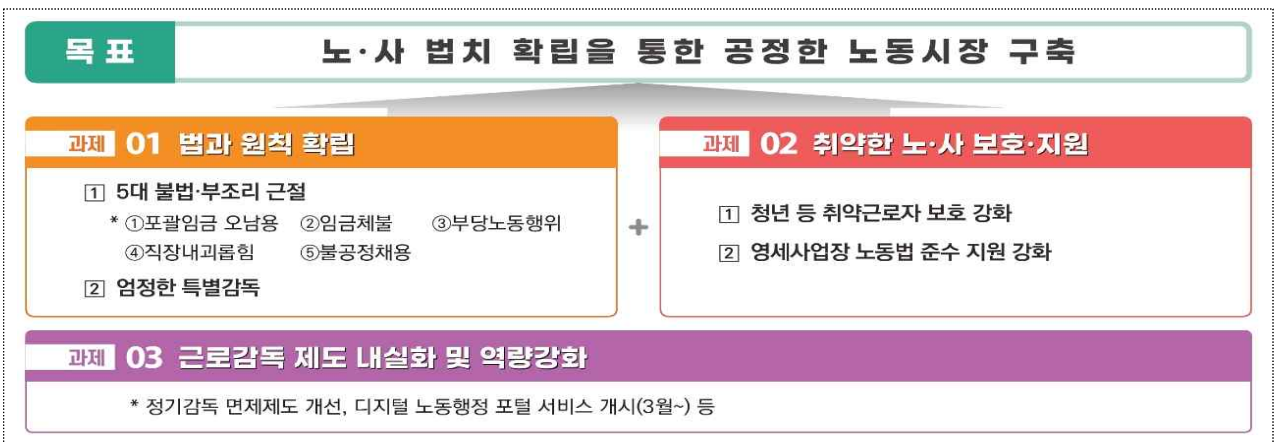 목표
노·사 법치 확립을 통한 공정한 노동시장 구축
과제 01 법과 원칙 확립
1 5대 불법·부조리 근절
* ①포괄임금 오남용 ②임금체불 ③부당노동행위
④직장내괴롭힘 ⑤불공정채용
2 엄정한 특별감독
+
과제 02 취약한 노·사 보호·지원
1 청년 등 취약근로자 보호 강화
2 영세사업장 노동법 준수 지원 강화
과제 03 근로감독 제도 내실화 및 역량강화
* 정기감독 면제제도 개선, 디지털 노동행정 포털 서비스 개시(3월~) 등